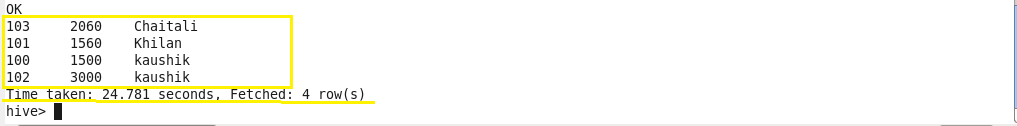 OK
103 2060 Chaitali
101 1560 Khilan
100 1500 kaushik
102 3000 kaushik
Time taken: 24.781 seconds, Fetched: 4 row(s)
hive>